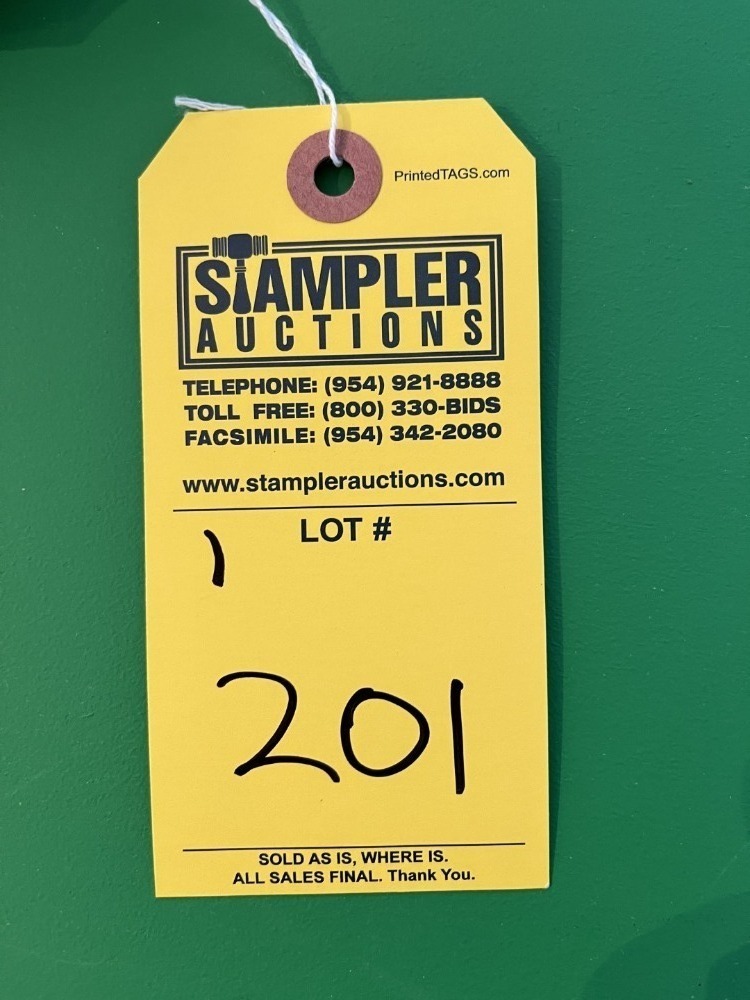 PrintedTAGS.com
STAMPLER
AUCTIONS
TELEPHONE: (954) 921-8888
TOLL FREE: (800) 330-BIDS
FACSIMILE: (954) 342-2080
www.stamplerauctions.com
LOT #
1
201
SOLD AS IS, WHERE IS.
ALL SALES FINAL. Thank You.